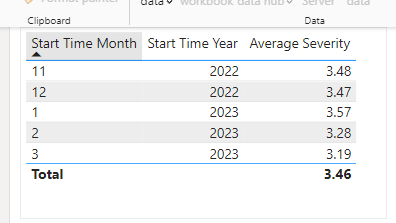 Format painter
data workbook data hub Server data
Clipboard Data
Start Time Month Start Time Year Average Severity
11 2022 3.48
12 2022 3.47
1 2023 3.57
2 2023 3.28
3 2023 3.19
Total 3.46